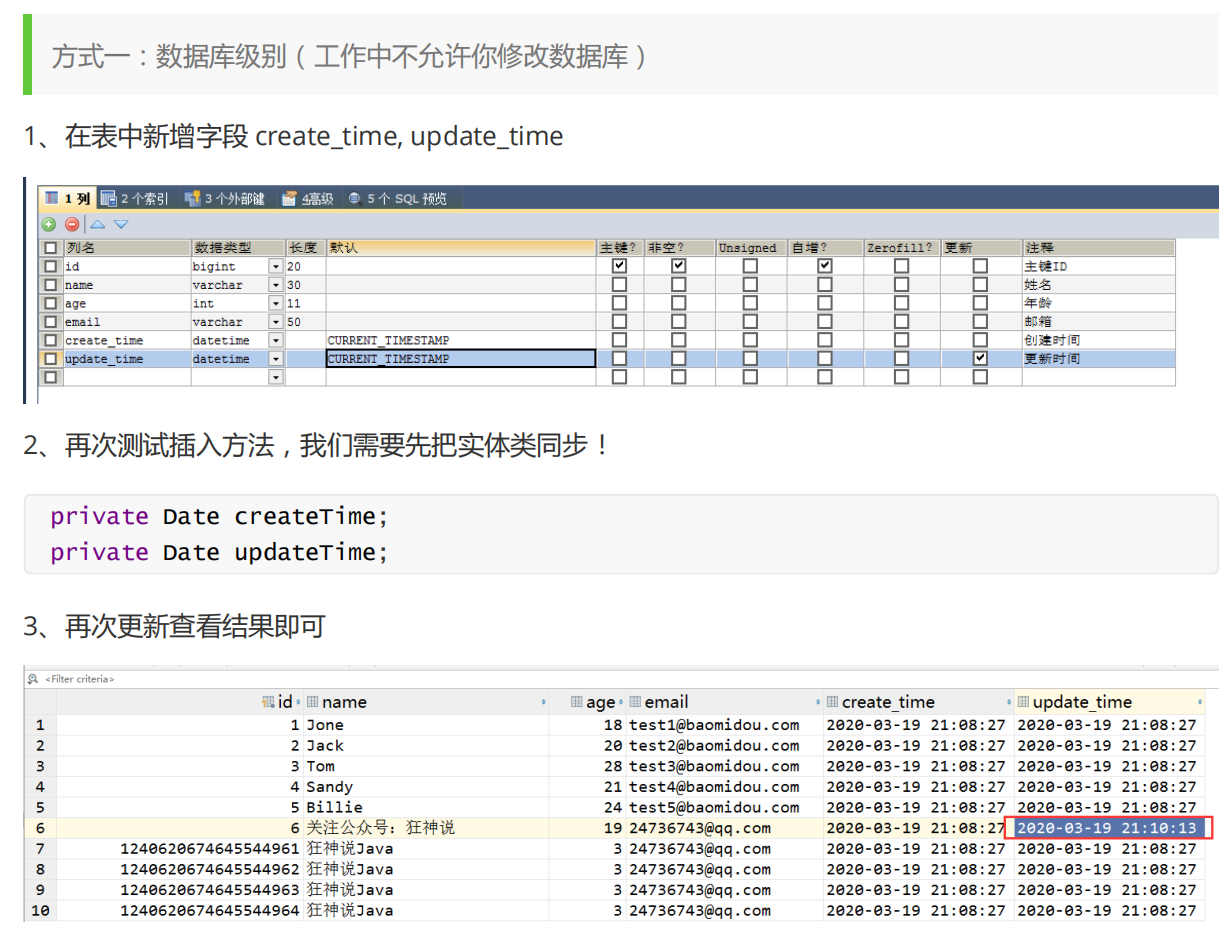 方式一：数据库级别（工作中不允许你修改数据库）
1、在表中新增字段 create_time, update_time
1 列 2 个索引 3 个外部键 4高级 5 个 SQL 预览
列名 数据类型 长度 默认 主键? 非空? Unsigned 自增? Zerofill? 更新 注释
id bigint 20 主键ID
name varchar 30 姓名
age int 11 年龄
email varchar 50 邮箱
create_time datetime CURRENT_TIMESTAMP 创建时间
update_time datetime CURRENT_TIMESTAMP 更新时间
2、再次测试插入方法，我们需要先把实体类同步！
private Date createTime;
private Date updateTime;
3、再次更新查看结果即可
<Filter criteria>
id name age email create_time update_time
1 1 Jone 18 test1@baomidou.com 2020-03-19 21:08:27 2020-03-19 21:08:27
2 2 Jack 20 test2@baomidou.com 2020-03-19 21:08:27 2020-03-19 21:08:27
3 3 Tom 28 test3@baomidou.com 2020-03-19 21:08:27 2020-03-19 21:08:27
4 4 Sandy 21 test4@baomidou.com 2020-03-19 21:08:27 2020-03-19 21:08:27
5 5 Billie 24 test5@baomidou.com 2020-03-19 21:08:27 2020-03-19 21:08:27
6 6 关注公众号：狂神说 19 24736743@qq.com 2020-03-19 21:08:27 2020-03-19 21:10:13
7 1240620674645544961 狂神说Java 3 24736743@qq.com 2020-03-19 21:08:27 2020-03-19 21:08:27
8 1240620674645544962 狂神说Java 3 24736743@qq.com 2020-03-19 21:08:27 2020-03-19 21:08:27
9 1240620674645544963 狂神说Java 3 24736743@qq.com 2020-03-19 21:08:27 2020-03-19 21:08:27
10 1240620674645544964 狂神说Java 3 24736743@qq.com 2020-03-19 21:08:27 2020-03-19 21:08:27